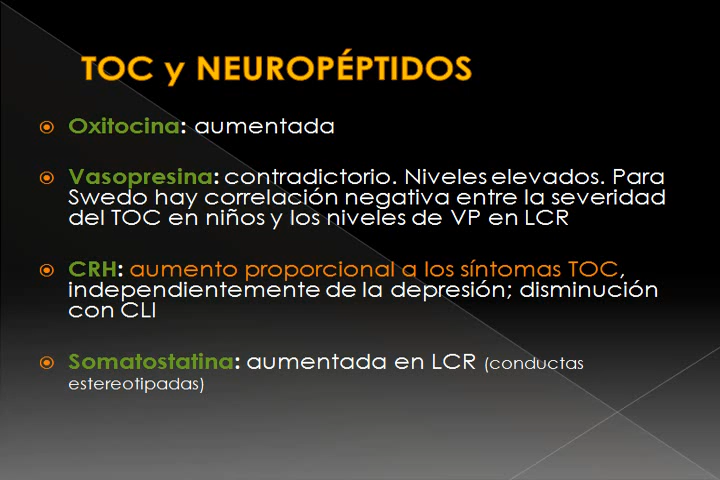 TOC y NEUROPÉPTIDOS
Oxitocina: aumentada
Vasopresina: contradictorio. Niveles elevados. Para
Swedo hay correlación negativa entre la severidad
del TOC en niños y los niveles de VP en LCR
CRH: aumento proporcional a los síntomas TOC,
independientemente de la depresión; disminución
con CLI
Somatostatina: aumentada en LCR (conductas
estereotipadas)